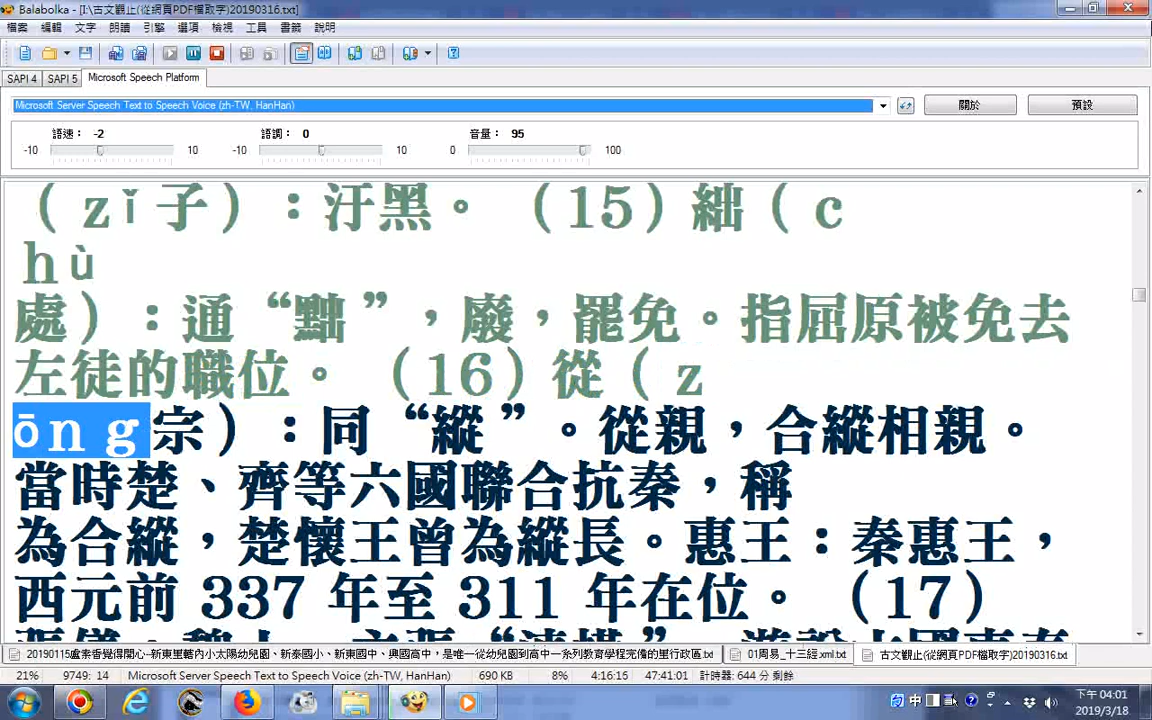 Balabolka - [I:\古文觀止(從網頁PDF檔取字)20190316.txt]
檔案 編輯 文字 朗讀 引擎 選項 檢視 工具 書籤 說明
SAPI 4 SAPI 5 Microsoft Speech Platform
Microsoft Server Speech Text to Speech Voice (zh-TW, HanHan)
關於 預設
語速： -2 語調： 0 音量： 95
-10 10 -10 10 0 100
（zǐ子）：汙黑。（15）絀（c
hù
處）：通“黜”，廢，罷免。指屈原被免去
左徒的職位。（16）從（z
ōng宗）：同“縱”。從親，合縱相親。
當時楚、齊等六國聯合抗秦，稱
為合縱，楚懷王曾為縱長。惠王：秦惠王，
西元前 337 年至 311 年在位。（17）
20190115盧素香覺得開心--新東里轄內小太陽幼兒園、新泰國小、新東國中、興國高中，是唯一從幼兒園到高中一系列教育學程完備的里行政區.txt 01周易_十三經.xml.txt 古文觀止(從網頁PDF檔取字)20190316.txt
21% 9749: 14 Microsoft Server Speech Text to Speech Voice (zh-TW, HanHan) 690 KB 8% 4:16:15 47:41:01 計時器: 644 分 剩餘
中
下午 04:01
2019/3/18